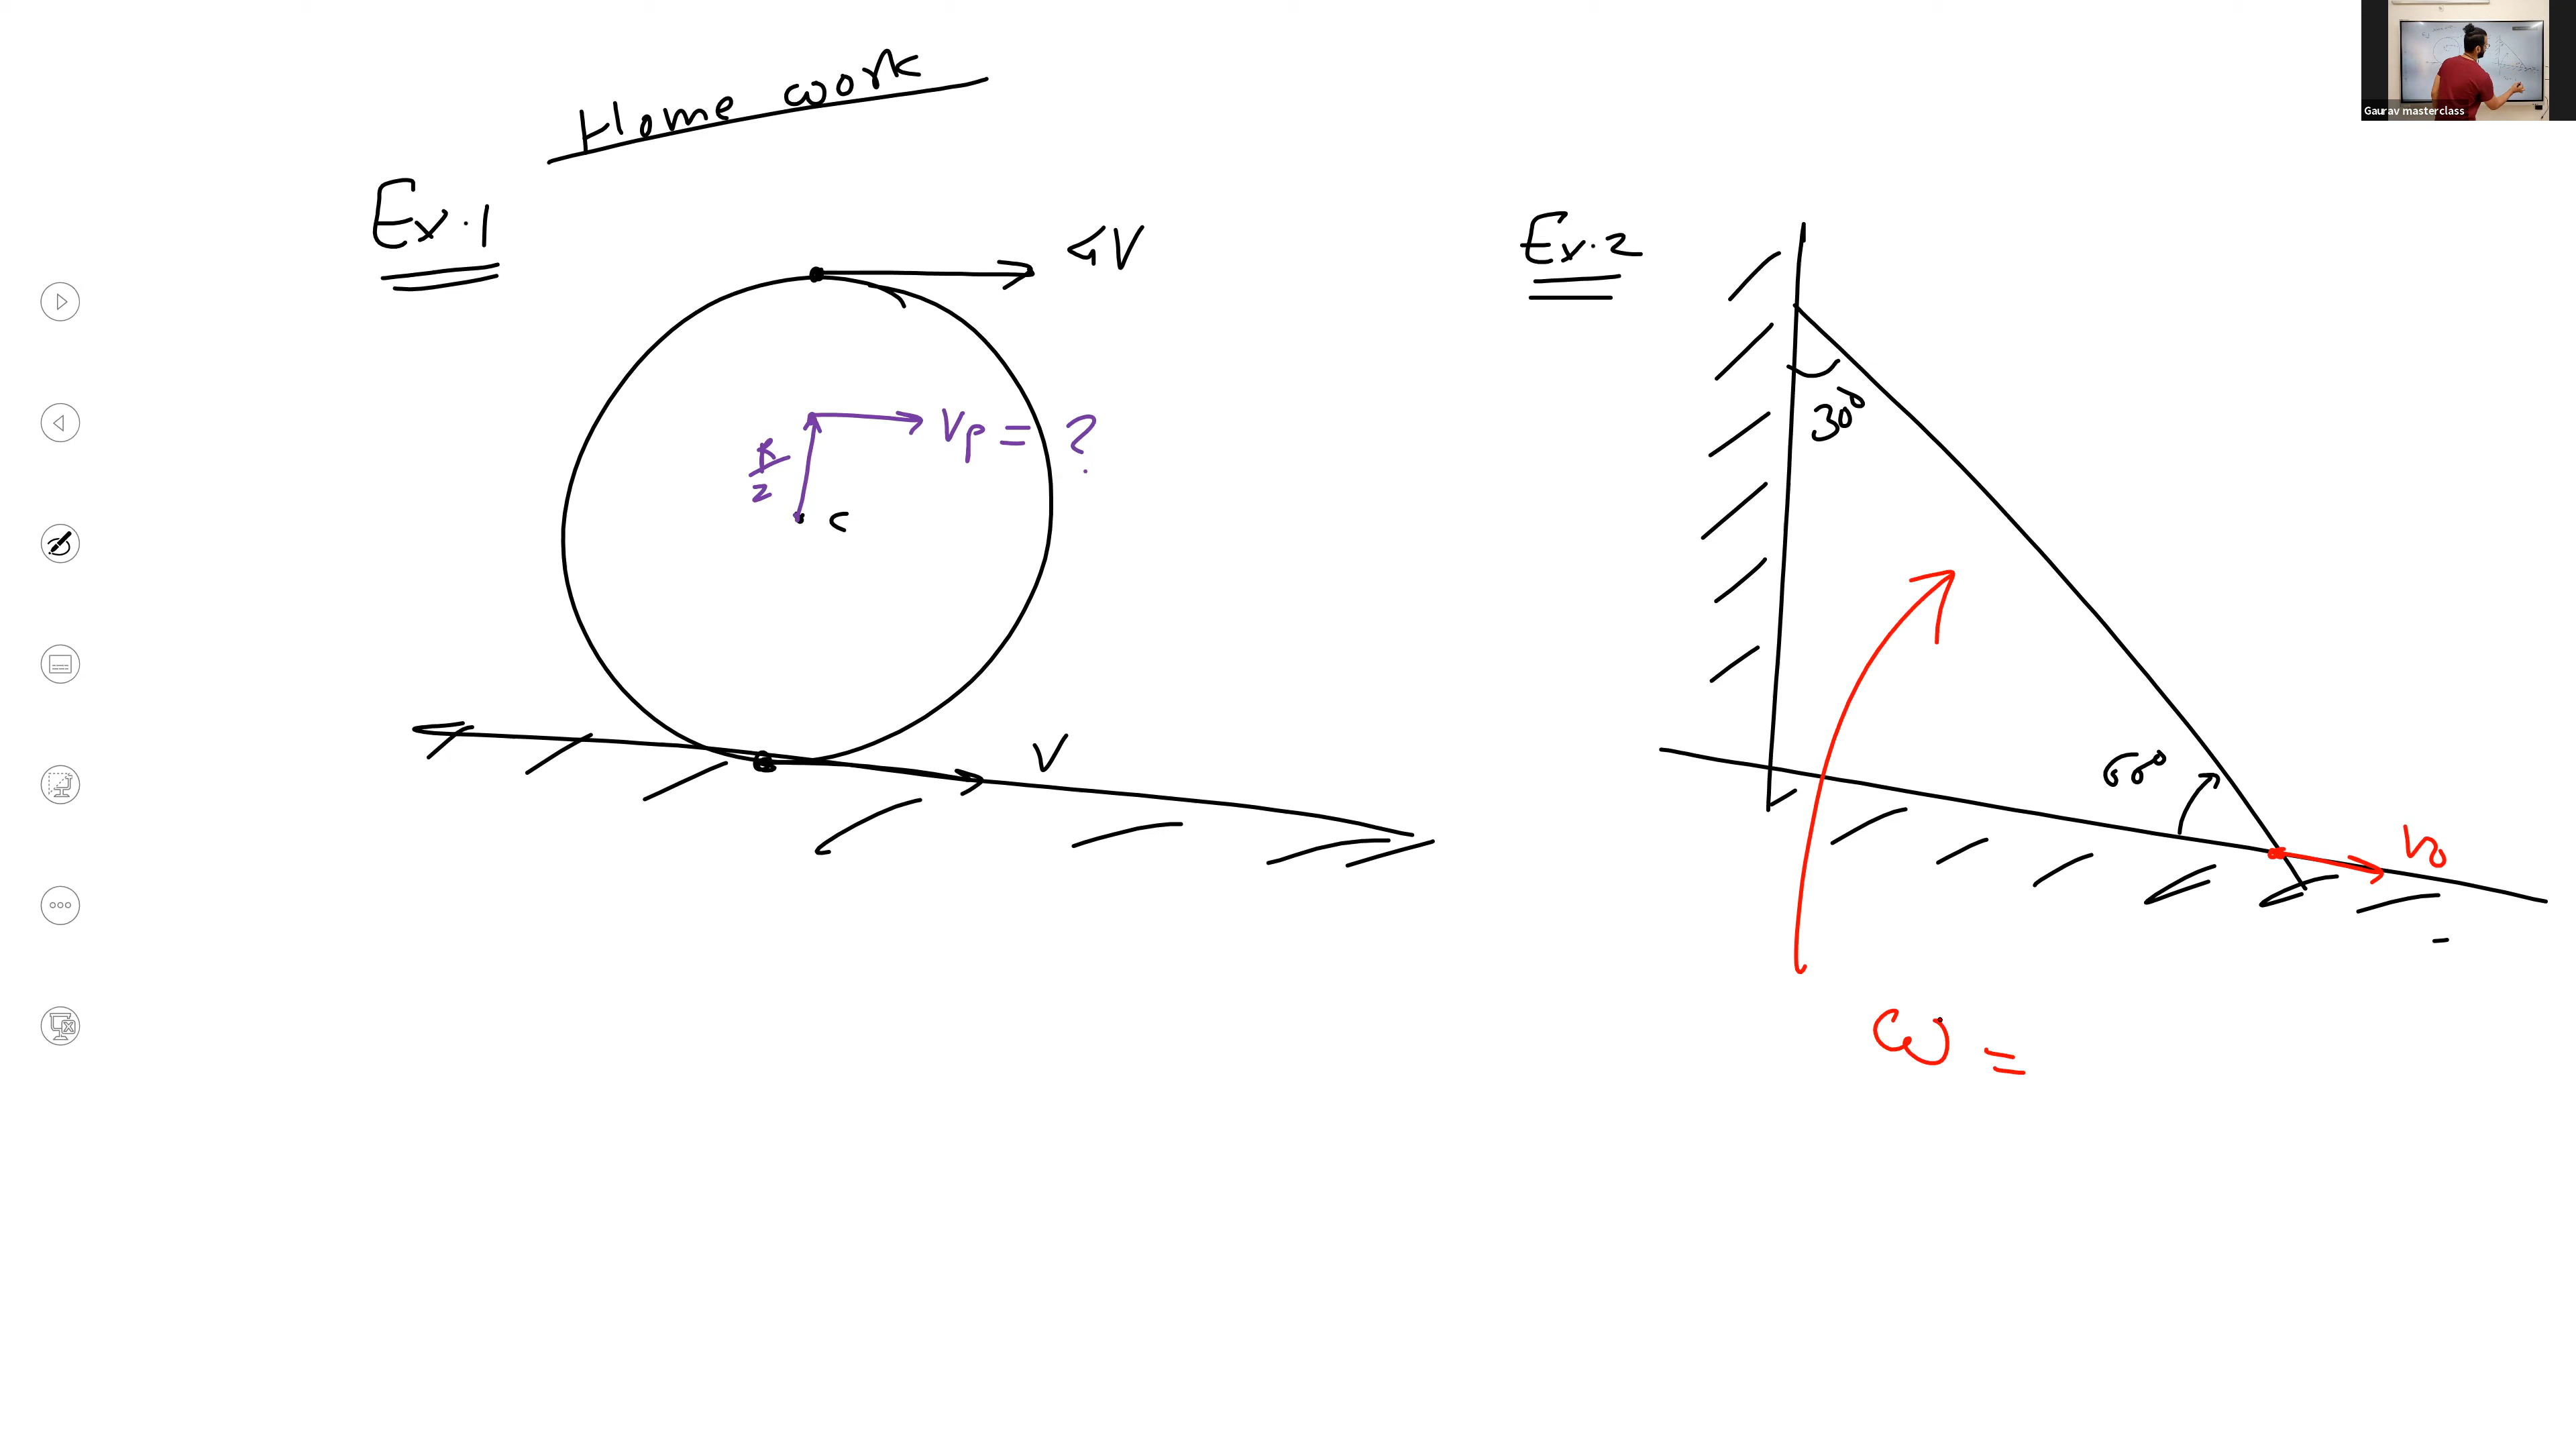 Home work
Ex.1
4V
Vp = ?
R/2
C
V
Ex.2
30°
60°
V0
ω =
Gaurav masterclass